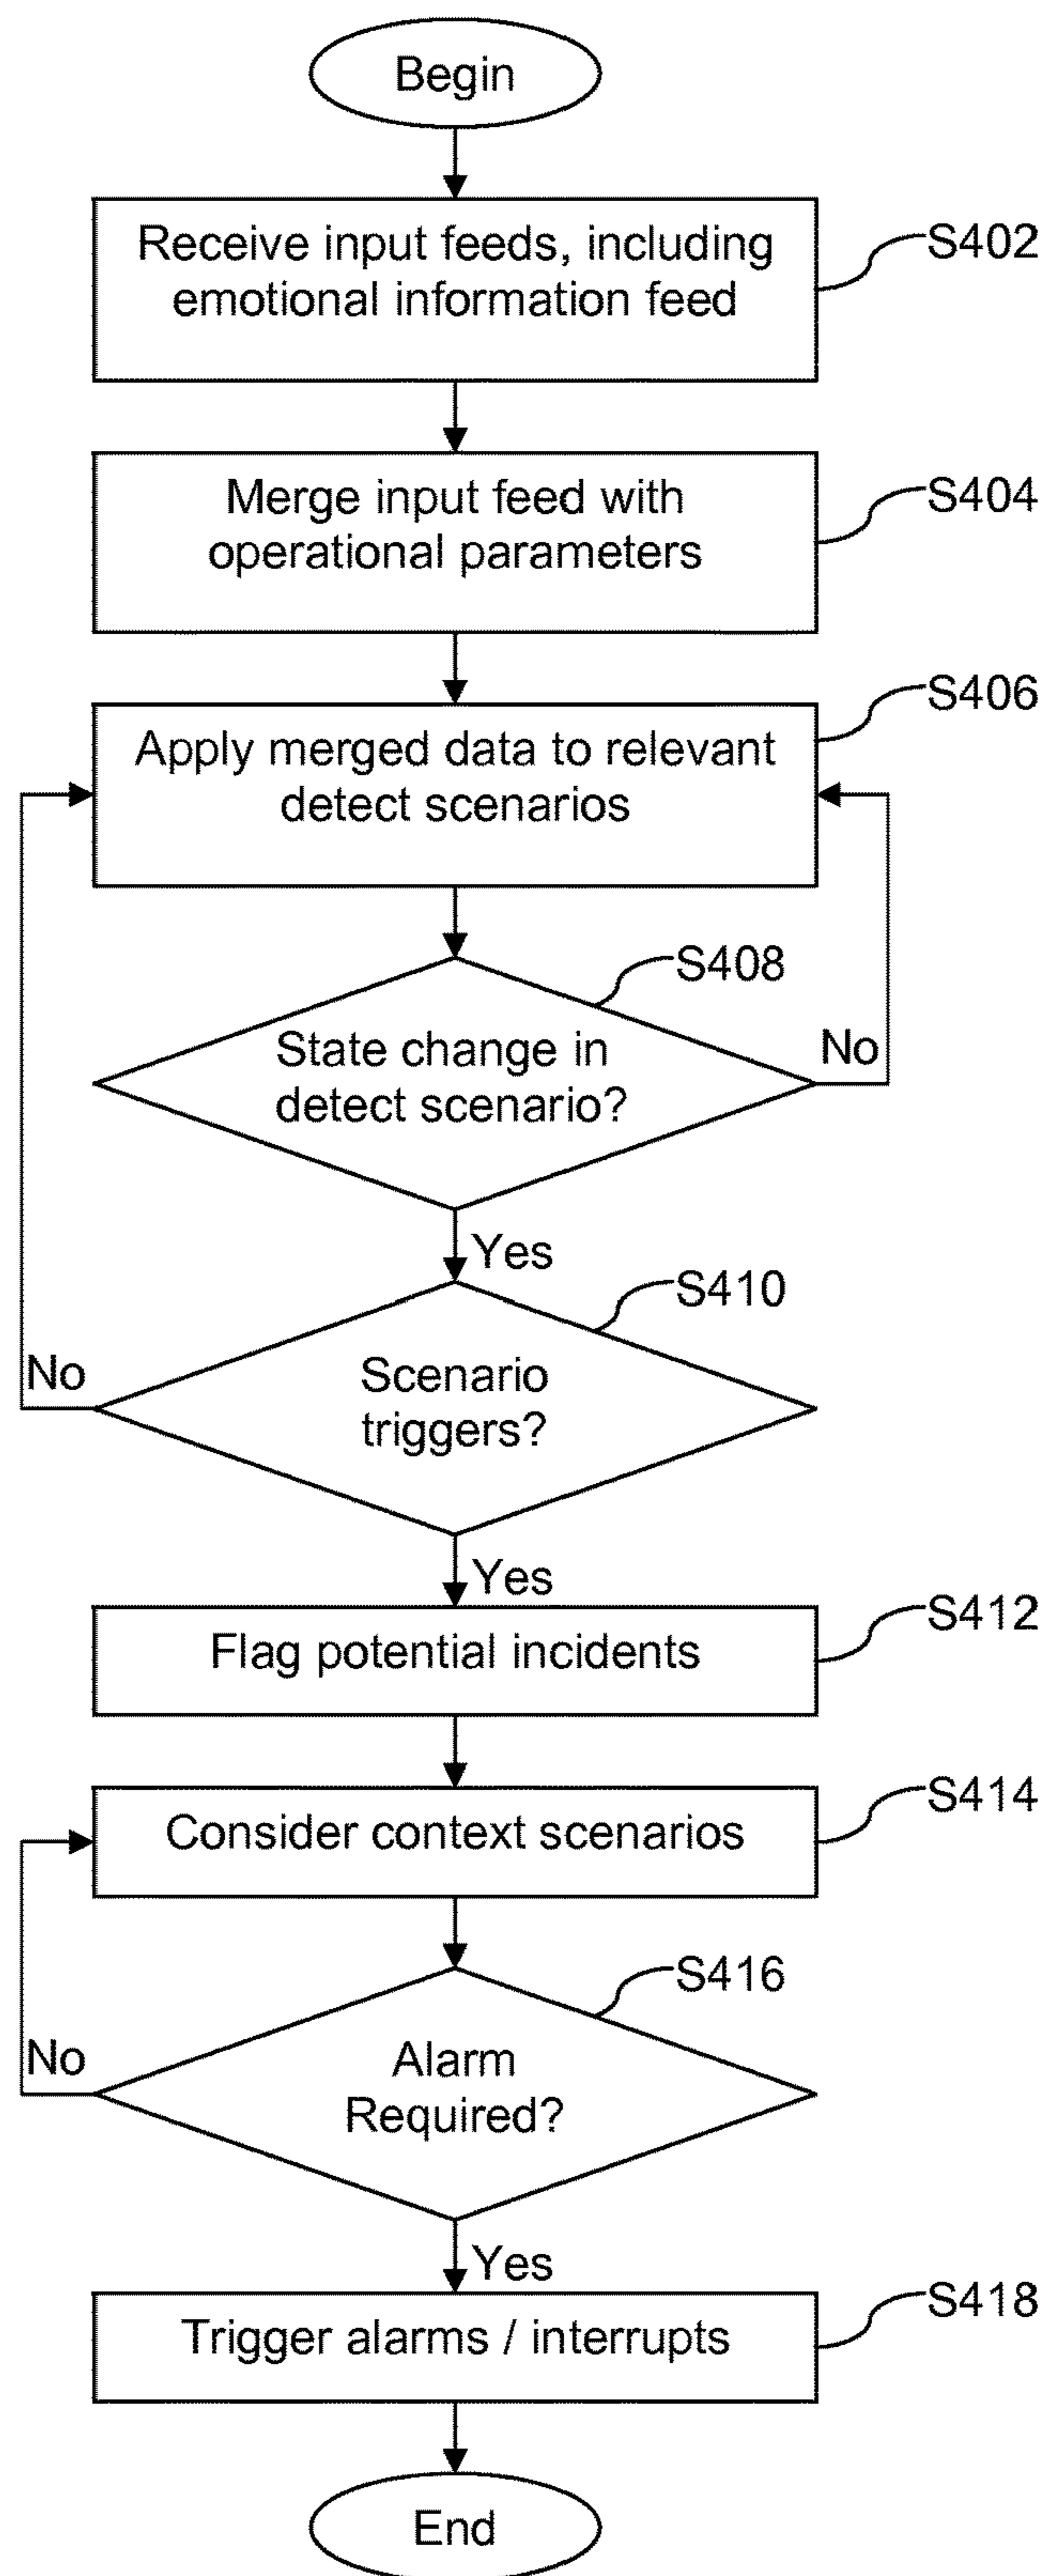 Begin
Receive input feeds, including
emotional information feed
S402
Merge input feed with
operational parameters
S404
S406
Apply merged data to relevant
detect scenarios
S408
State change in
detect scenario?
No
Yes
S410
Scenario
triggers?
No
Yes
S412
Flag potential incidents
S414
Consider context scenarios
S416
Alarm
Required?
No
Yes
S418
Trigger alarms / interrupts
End